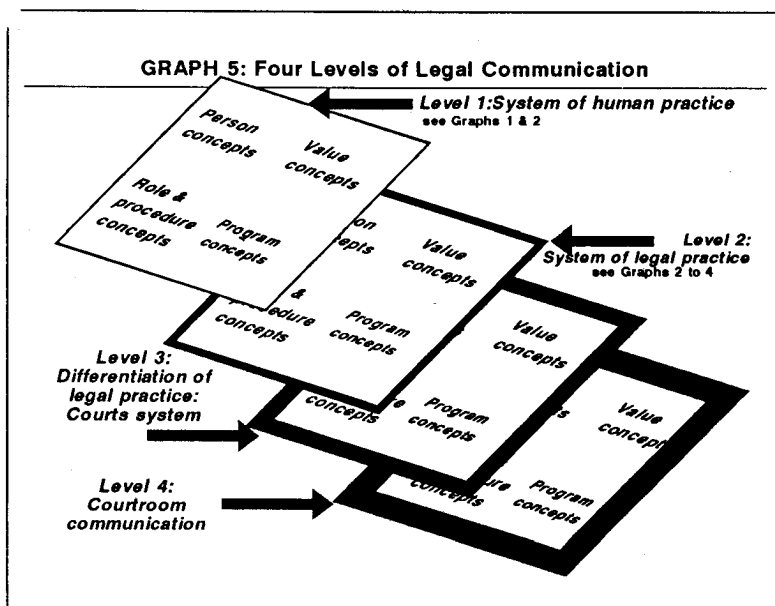 GRAPH 5: Four Levels of Legal Communication
Level 1:System of human practice
see Graphs 1 & 2
Person
concepts
Value
concepts
Role &
procedure
concepts
Program
concepts
Level 2:
System of legal practice
see Graphs 2 to 4
on
concepts
Value
concepts
&
procedure
concepts
Program
concepts
Level 3:
Differentiation of
legal practice:
Courts system
Value
concepts
concepts
Program
concepts
Level 4:
Courtroom
communication
Value
concept
concepts
Program
concepts